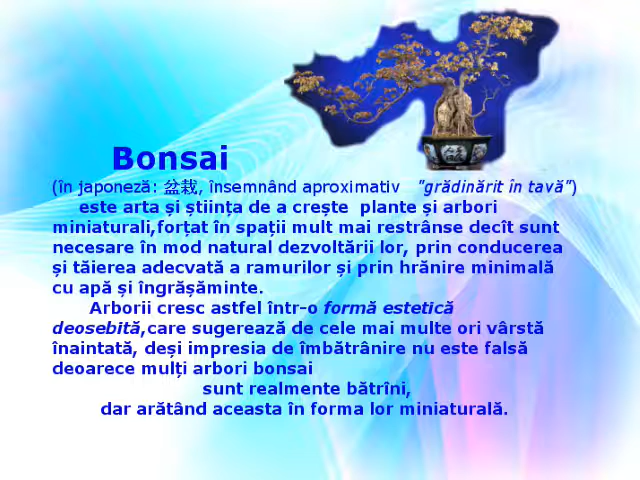 Bonsai
(în japoneză: 盆栽, însemnând aproximativ "grădinărit în tavă")
este arta și știința de a crește plante și arbori
miniaturali,forțat în spații mult mai restrânse decît sunt
necesare în mod natural dezvoltării lor, prin conducerea
și tăierea adecvată a ramurilor și prin hrănire minimală
cu apă și îngrășăminte.
Arborii cresc astfel într-o formă estetică
deosebită,care sugerează de cele mai multe ori vârstă
înaintată, deși impresia de îmbătrânire nu este falsă
deoarece mulți arbori bonsai
sunt realmente bătrîni,
dar arătând aceasta în forma lor miniaturală.